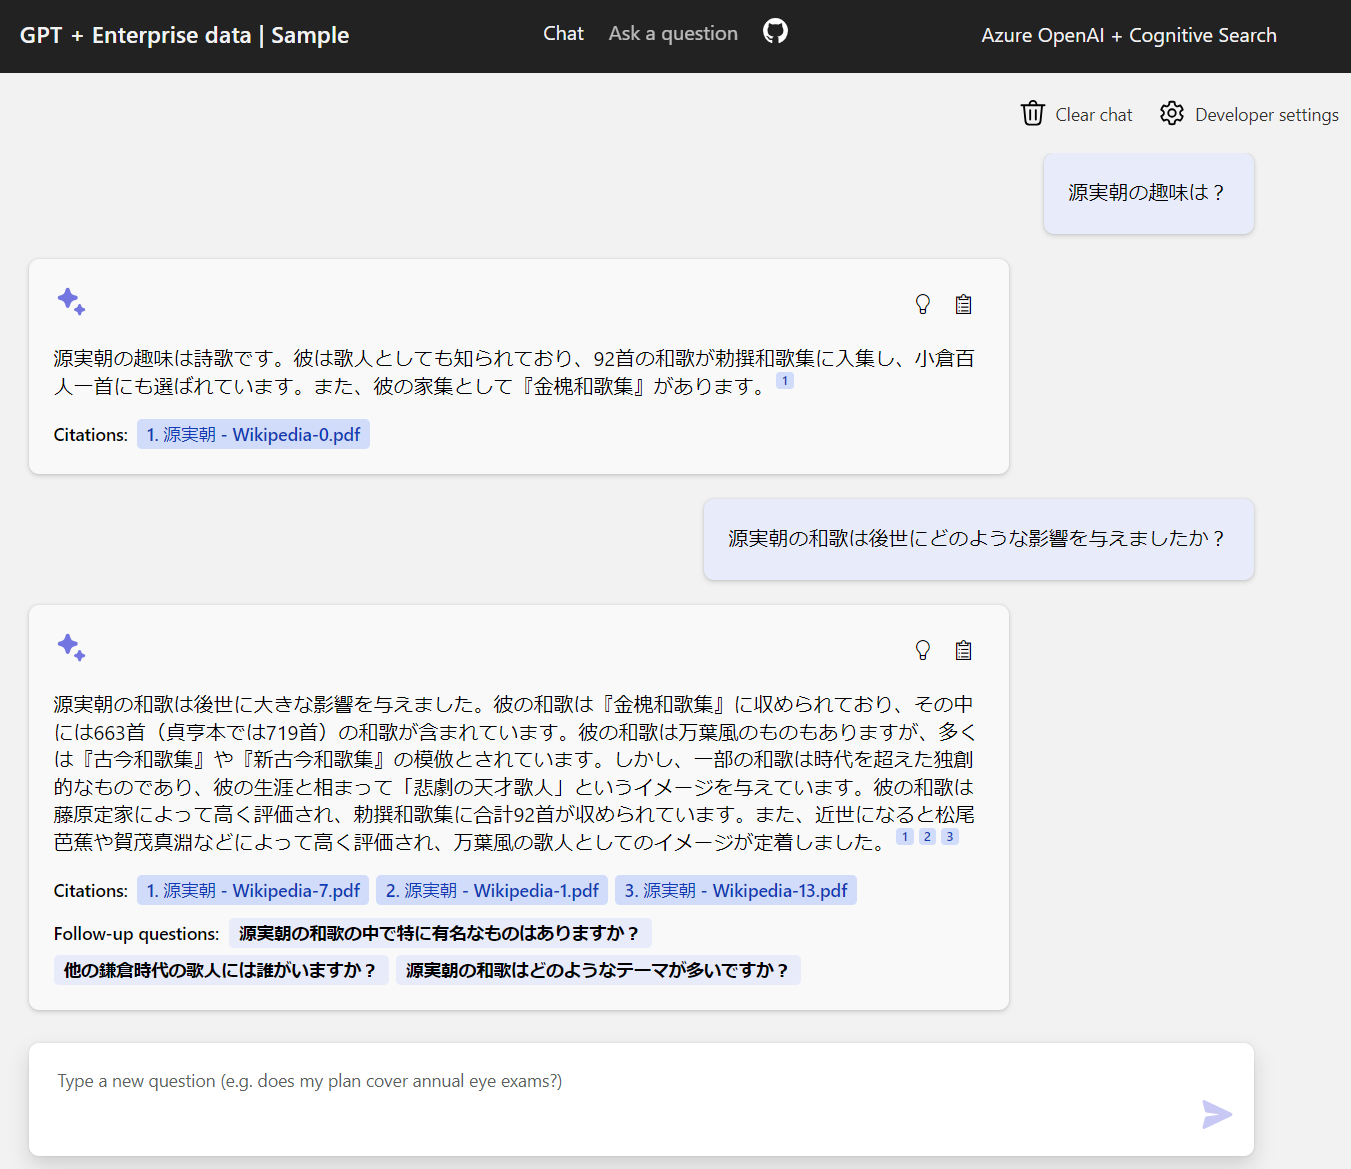 GPT + Enterprise data | Sample
Chat
Ask a question
Azure OpenAI + Cognitive Search
Clear chat
Developer settings
源実朝の趣味は？
源実朝の趣味は詩歌です。彼は歌人としても知られており、92首の和歌が勅撰和歌集に入集し、小倉百
人一首にも選ばれています。また、彼の家集として『金槐和歌集』があります。 1
Citations: 1. 源実朝 - Wikipedia-0.pdf
源実朝の和歌は後世にどのような影響を与えましたか？
源実朝の和歌は後世に大きな影響を与えました。彼の和歌は『金槐和歌集』に収められており、その中
には663首（貞亨本では719首）の和歌が含まれています。彼の和歌は万葉風のものもありますが、多く
は『古今和歌集』や『新古今和歌集』の模倣とされています。しかし、一部の和歌は時代を超えた独創
的なものであり、彼の生涯と相まって「悲劇の天才歌人」というイメージを与えています。彼の和歌は
藤原定家によって高く評価され、勅撰和歌集に合計92首が収められています。また、近世になると松尾
芭蕉や賀茂真淵などによって高く評価され、万葉風の歌人としてのイメージが定着しました。 1 2 3
Citations: 1. 源実朝 - Wikipedia-7.pdf 2. 源実朝 - Wikipedia-1.pdf 3. 源実朝 - Wikipedia-13.pdf
Follow-up questions: 源実朝の和歌の中で特に有名なものはありますか？
他の鎌倉時代の歌人には誰がいますか？ 源実朝の和歌はどのようなテーマが多いですか？
Type a new question (e.g. does my plan cover annual eye exams?)